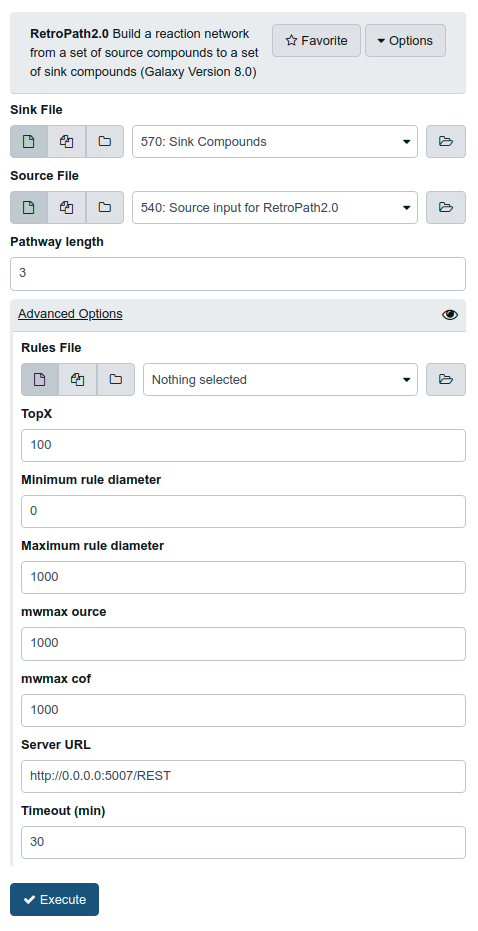 RetroPath2.0 Build a reaction network
from a set of source compounds to a set
of sink compounds (Galaxy Version 8.0)
Favorite
Options
Sink File
570: Sink Compounds
Source File
540: Source input for RetroPath2.0
Pathway length
3
Advanced Options
Rules File
Nothing selected
TopX
100
Minimum rule diameter
0
Maximum rule diameter
1000
mwmax ource
1000
mwmax cof
1000
Server URL
http://0.0.0.0:5007/REST
Timeout (min)
30
Execute